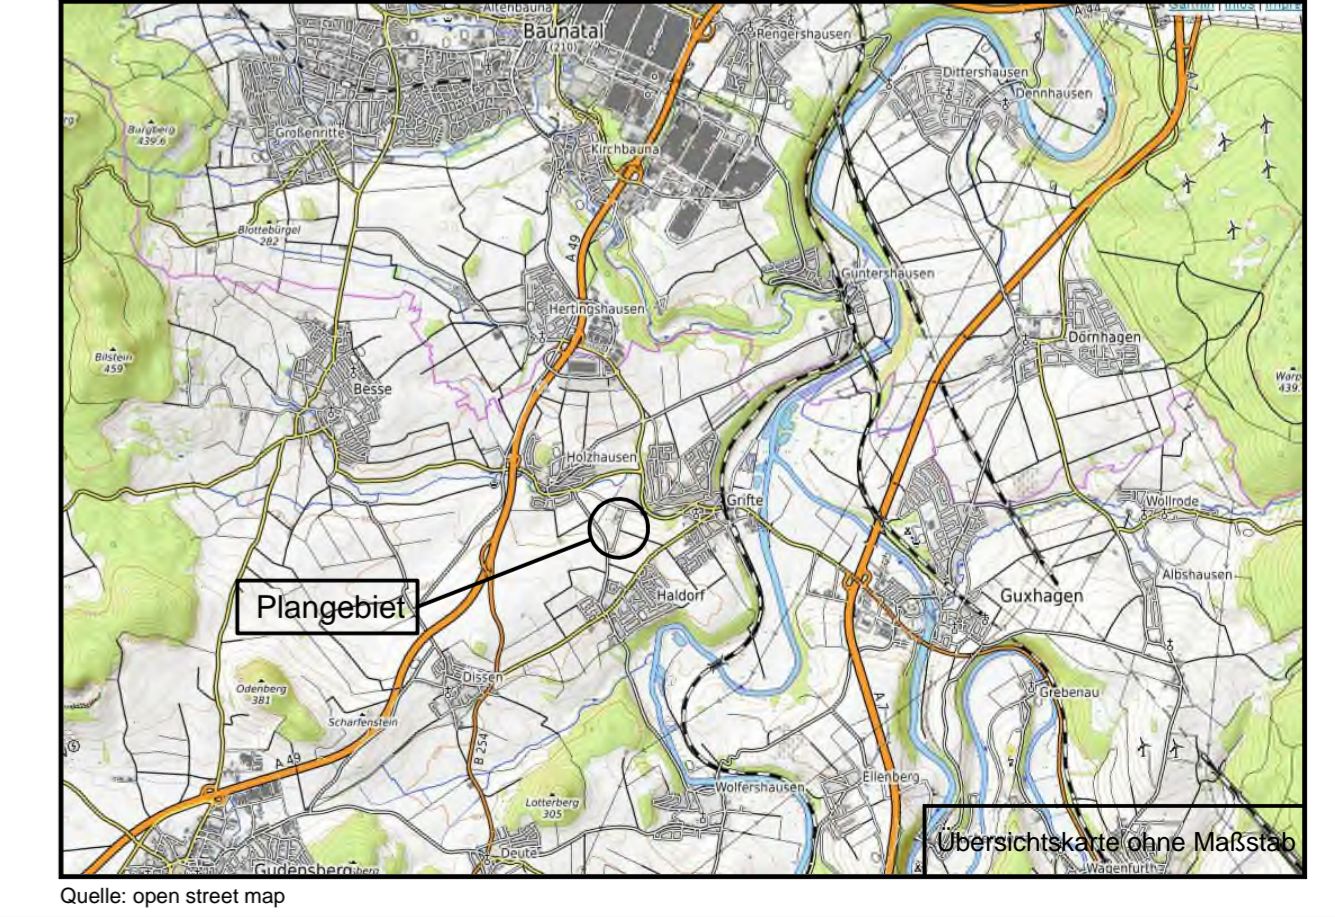 Altenbauna
Baunatal
(210)
Rengershausen
A 44
Dittershausen
Dennhausen
A 7
Burgberg
439.6
Großenritte
Kirchbauna
Blottebürgel
282
A 49
Guntershausen
Hertingshausen
Dörnhagen
Bilstein
459
Besse
439.
Holzhausen
Grifte
Wollrode
Albshausen
Plangebiet
Haldorf
Guxhagen
Dissen
Odenberg
381
Scharfenstein
Grebenau
A 7
B 254
A 49
Ellenberg
Wolfershausen
Lotterberg
305
Übersichtskarte ohne Maßstab
Deute
Gudensberg
Wagenfurth
Quelle: open street map